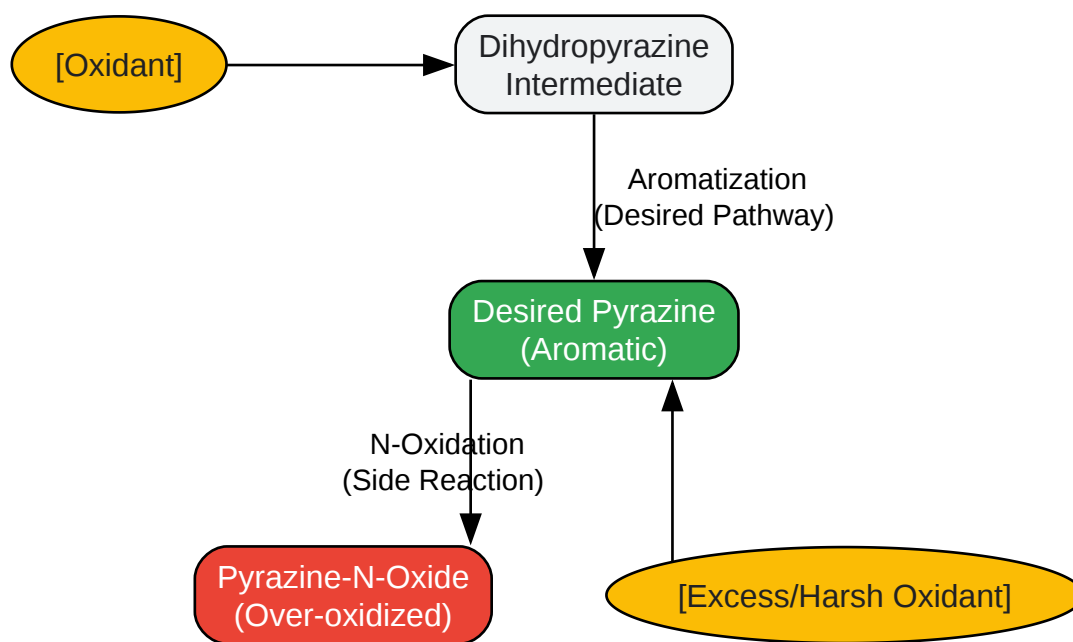 [Oxidant]
Dihydropyrazine
Intermediate
Aromatization
(Desired Pathway)
Desired Pyrazine
(Aromatic)
N-Oxidation
(Side Reaction)
Pyrazine-N-Oxide
(Over-oxidized)
[Excess/Harsh Oxidant]